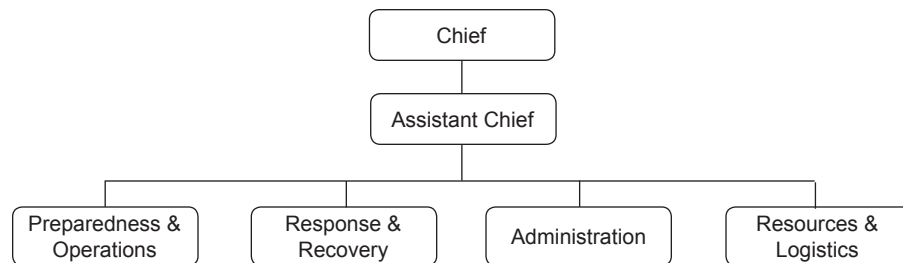 Chief
Assistant Chief
Preparedness &
Operations
Response &
Recovery
Administration
Resources &
Logistics